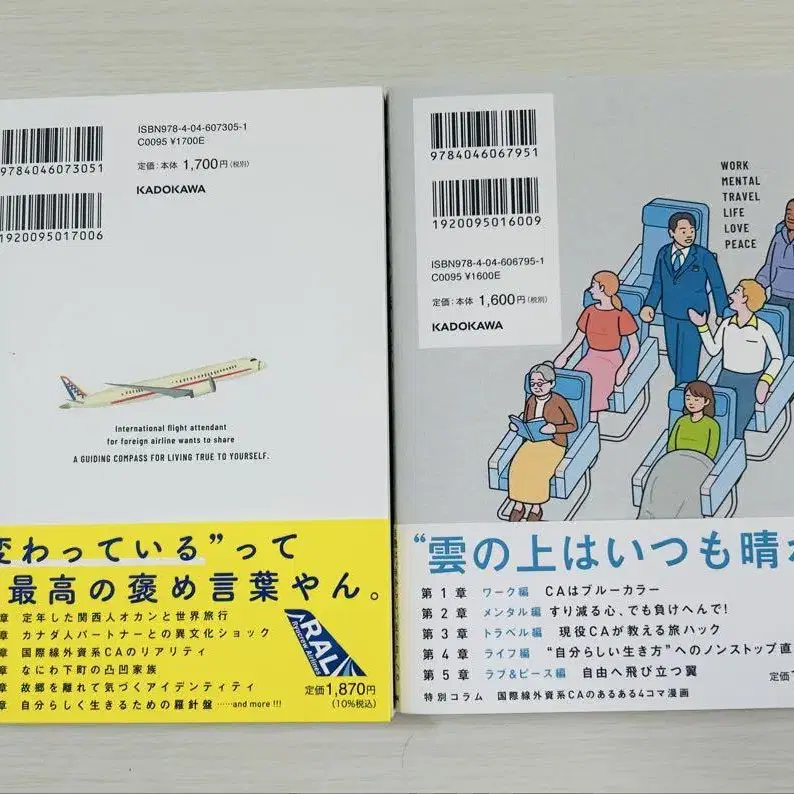 9784046073051
1920095017006
ISBN978-4-04-607305-1
C0095 ¥1700E
定価：本体 1,700円(税別)
KADOKAWA
International flight attendant
for foreign airline wants to share
A GUIDING COMPASS FOR LIVING TRUE TO YOURSELF.
変わっている”って
最高の褒め言葉やん。
章 定年した関西人オカンと世界旅行
章 カナダ人パートナーとの異文化ショック
章 国際線外資系CAのリアリティ
章 なにわ下町の凸凹家族
章 故郷を離れて気づくアイデンティティ
章 自分らしく生きるための羅針盤……and more !!!
ARAL
定価1,870円
(10%税込)
9784046067951
1920095016009
ISBN978-4-04-606795-1
C0095 ¥1600E
定価：本体 1,600円(税別)
KADOKAWA
WORK
MENTAL
TRAVEL
LIFE
LOVE
PEACE
“雲の上はいつも晴れ
第1章 ワーク編 CAはブルーカラー
第2章 メンタル編 すり減る心、でも負けへんで！
第3章 トラベル編 現役CAが教える旅ハック
第4章 ライフ編 “自分らしい生き方”へのノンストップ直
第5章 ラブ&ピース編 自由へ飛び立つ翼
特別コラム 国際線外資系CAのあるある4コマ漫画
定価